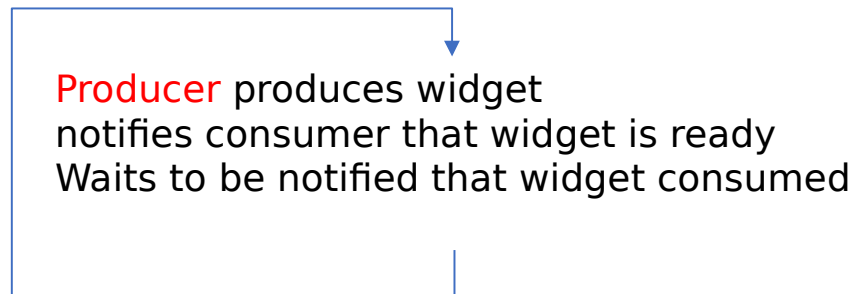 Producer produces widget
notifies consumer that widget is ready
Waits to be notified that widget consumed